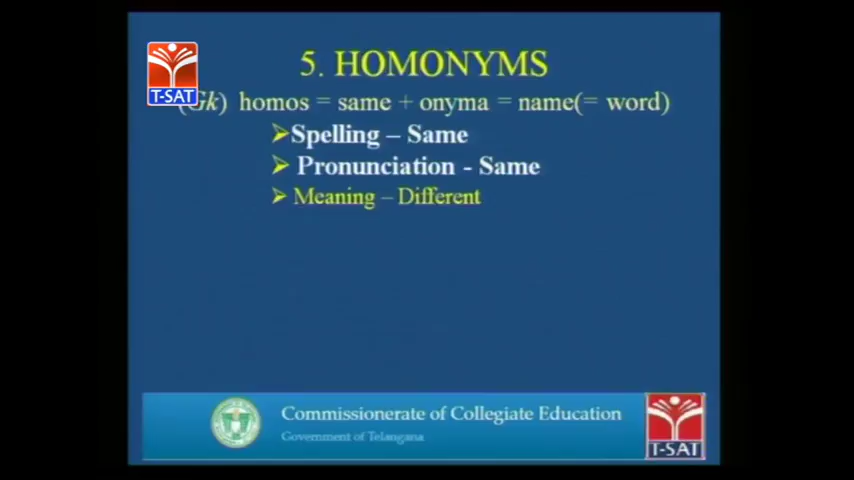 5. HOMONYMS
T-SAT
(Gk) homos = same + onyma = name(= word)
➢Spelling – Same
➢ Pronunciation - Same
➢ Meaning – Different
Commissionerate of Collegiate Education
Government of Telangana
T-SAT